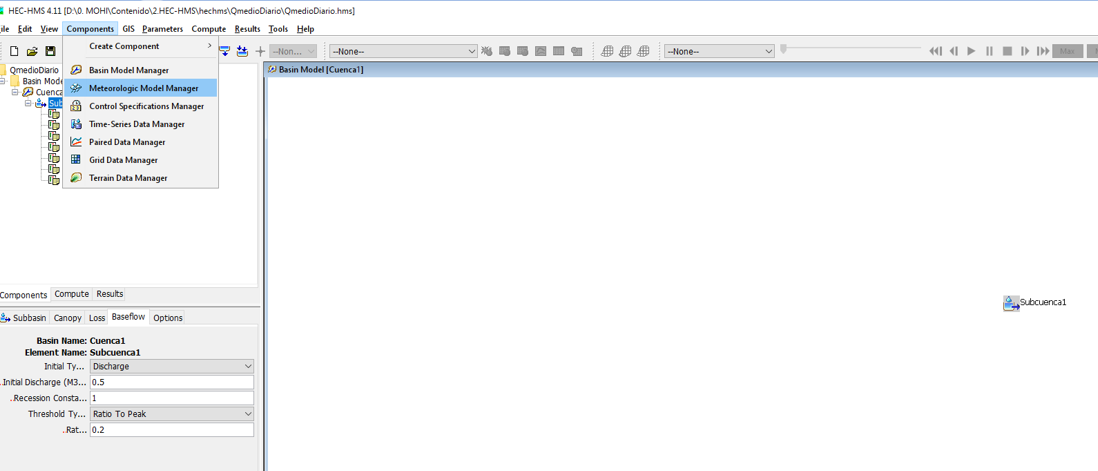 HEC-HMS 4.11 [D:\0. MOHI\Contenido\2.HEC-HMS\hechms\QmedioDiario\QmedioDiario.hms]
ile Edit View Components GIS Parameters Compute Results Tools Help
Create Component >
--Non... --None-- --None--
Basin Model Manager
Meteorologic Model Manager
Control Specifications Manager
Time-Series Data Manager
Paired Data Manager
Grid Data Manager
Terrain Data Manager
QmedioDiario
Basin Mode
Cuenca
Sub
Basin Model [Cuenca1]
Subcuenca1
Components Compute Results
Subbasin Canopy Loss Baseflow Options
Basin Name: Cuenca1
Element Name: Subcuenca1
Initial Ty... Discharge
.Initial Discharge (M3... 0.5
.Recession Consta... 1
Threshold Ty... Ratio To Peak
.Rat... 0.2